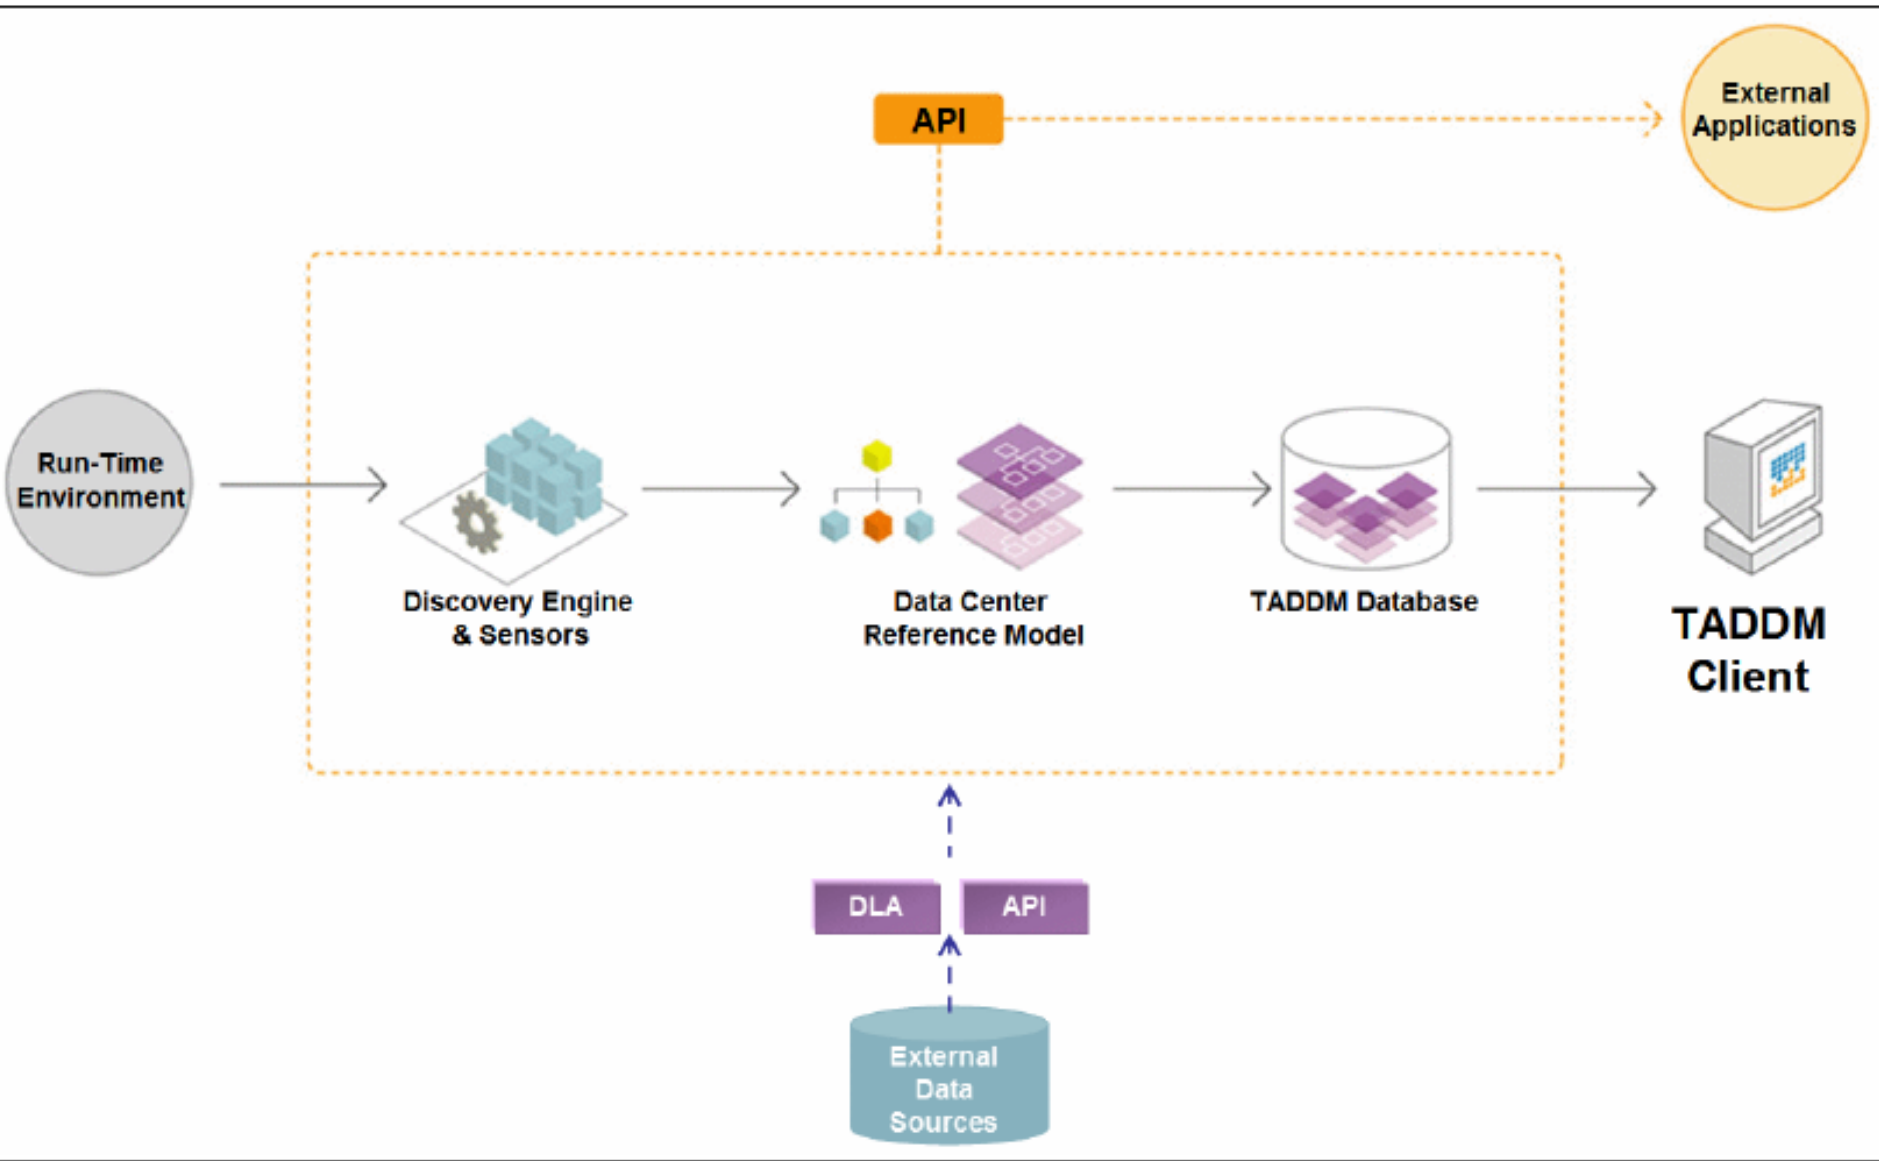 API
External
Applications
Run-Time
Environment
Discovery Engine
& Sensors
Data Center
Reference Model
TADDM Database
TADDM
Client
DLA
API
External
Data
Sources